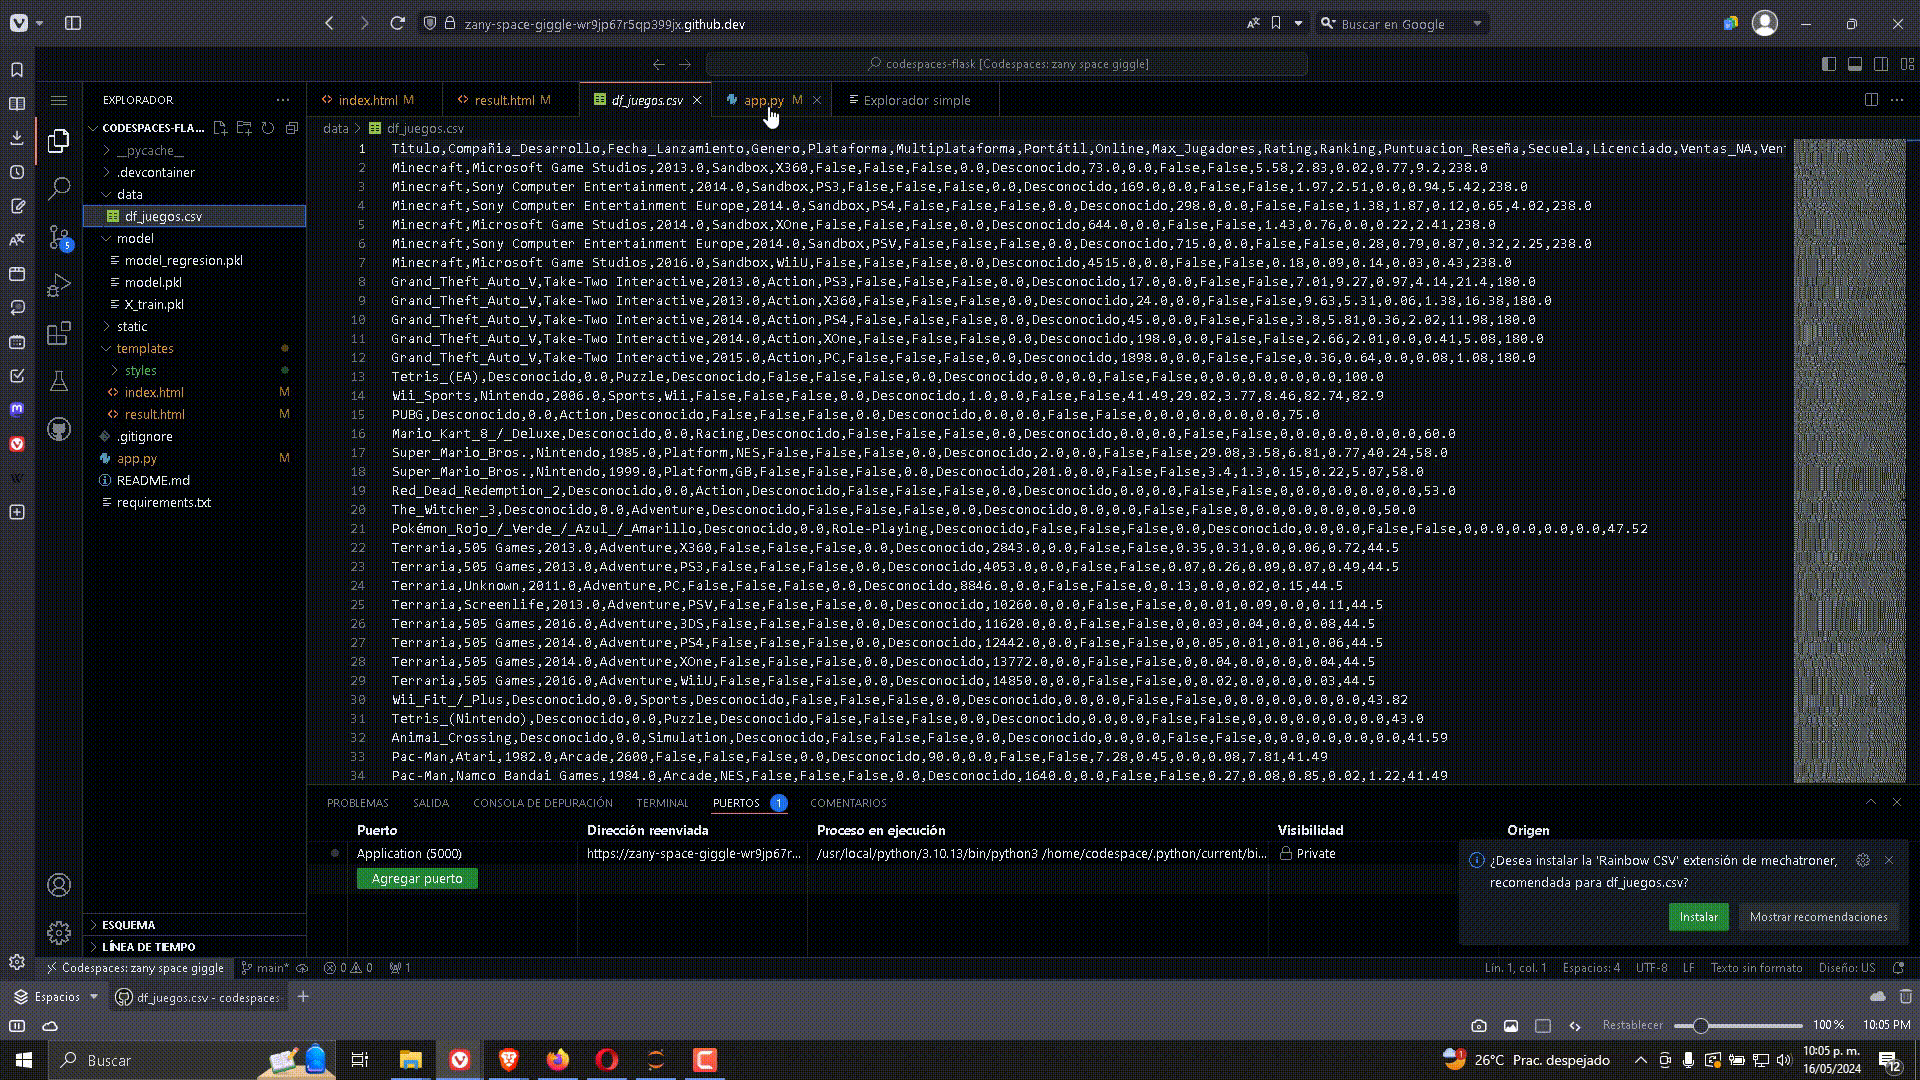 zany-space-giggle-wr9jp67r5qp399jx.github.dev
Buscar en Google
codespaces-flask [Codespaces: zany space giggle]
EXPLORADOR
index.html M
result.html M
df_juegos.csv
app.py M
Explorador simple
CODESPACES-FLA...
data > df_juegos.csv
__pycache__
.devcontainer
data
df_juegos.csv
model
model_regresion.pkl
model.pkl
X_train.pkl
static
templates
styles
index.html M
result.html M
.gitignore
app.py M
README.md
requirements.txt
ESQUEMA
LÍNEA DE TIEMPO
5
1 Titulo,Compañia_Desarrollo,Fecha_Lanzamiento,Genero,Plataforma,Multiplataforma,Portátil,Online,Max_Jugadores,Rating,Ranking,Puntuacion_Reseña,Secuela,Licenciado,Ventas_NA,Ven
2 Minecraft,Microsoft Game Studios,2013.0,Sandbox,X360,False,False,False,0.0,Desconocido,73.0,0.0,False,False,5.58,2.83,0.02,0.77,9.2,238.0
3 Minecraft,Sony Computer Entertainment,2014.0,Sandbox,PS3,False,False,False,0.0,Desconocido,169.0,0.0,False,False,1.97,2.51,0.0,0.94,5.42,238.0
4 Minecraft,Sony Computer Entertainment Europe,2014.0,Sandbox,PS4,False,False,False,0.0,Desconocido,298.0,0.0,False,False,1.38,1.87,0.12,0.65,4.02,238.0
5 Minecraft,Microsoft Game Studios,2014.0,Sandbox,XOne,False,False,False,0.0,Desconocido,644.0,0.0,False,False,1.43,0.76,0.0,0.22,2.41,238.0
6 Minecraft,Sony Computer Entertainment Europe,2014.0,Sandbox,PSV,False,False,False,0.0,Desconocido,715.0,0.0,False,False,0.28,0.79,0.87,0.32,2.25,238.0
7 Minecraft,Microsoft Game Studios,2016.0,Sandbox,WiiU,False,False,False,0.0,Desconocido,4515.0,0.0,False,False,0.18,0.09,0.14,0.03,0.43,238.0
8 Grand_Theft_Auto_V,Take-Two Interactive,2013.0,Action,PS3,False,False,False,0.0,Desconocido,17.0,0.0,False,False,7.01,9.27,0.97,4.14,21.4,180.0
9 Grand_Theft_Auto_V,Take-Two Interactive,2013.0,Action,X360,False,False,False,0.0,Desconocido,24.0,0.0,False,False,9.63,5.31,0.06,1.38,16.38,180.0
10 Grand_Theft_Auto_V,Take-Two Interactive,2014.0,Action,PS4,False,False,False,0.0,Desconocido,45.0,0.0,False,False,3.8,5.81,0.36,2.02,11.98,180.0
11 Grand_Theft_Auto_V,Take-Two Interactive,2014.0,Action,XOne,False,False,False,0.0,Desconocido,198.0,0.0,False,False,2.66,2.01,0.0,0.41,5.08,180.0
12 Grand_Theft_Auto_V,Take-Two Interactive,2015.0,Action,PC,False,False,False,0.0,Desconocido,1898.0,0.0,False,False,0.36,0.64,0.0,0.08,1.08,180.0
13 Tetris_(EA),Desconocido,0.0,Puzzle,Desconocido,False,False,False,0.0,Desconocido,0.0,0.0,False,False,0.0,0.0,0.0,0.0,0.0,100.0
14 Wii_Sports,Nintendo,2006.0,Sports,Wii,False,False,False,0.0,Desconocido,1.0,0.0,False,False,41.49,29.02,3.77,8.46,82.74,82.9
15 PUBG,Desconocido,0.0,Action,Desconocido,False,False,False,0.0,Desconocido,0.0,0.0,False,False,0.0,0.0,0.0,0.0,0.0,75.0
16 Mario_Kart_8_/_Deluxe,Desconocido,0.0,Racing,Desconocido,False,False,False,0.0,Desconocido,0.0,0.0,False,False,0.0,0.0,0.0,0.0,0.0,60.0
17 Super_Mario_Bros.,Nintendo,1985.0,Platform,NES,False,False,False,0.0,Desconocido,2.0,0.0,False,False,29.08,3.58,6.81,0.77,40.24,58.0
18 Super_Mario_Bros.,Nintendo,1999.0,Platform,GB,False,False,False,0.0,Desconocido,201.0,0.0,False,False,3.4,1.3,0.15,0.22,5.07,58.0
19 Red_Dead_Redemption_2,Desconocido,0.0,Action,Desconocido,False,False,False,0.0,Desconocido,0.0,0.0,False,False,0.0,0.0,0.0,0.0,0.0,53.0
20 The_Witcher_3,Desconocido,0.0,Adventure,Desconocido,False,False,False,0.0,Desconocido,0.0,0.0,False,False,0.0,0.0,0.0,0.0,0.0,50.0
21 Pokémon_Rojo_/_Verde_/_Azul_/_Amarillo,Desconocido,0.0,Role-Playing,Desconocido,False,False,False,0.0,Desconocido,0.0,0.0,False,False,0.0,0.0,0.0,0.0,0.0,47.52
22 Terraria,505 Games,2013.0,Adventure,X360,False,False,False,0.0,Desconocido,2843.0,0.0,False,False,0.35,0.31,0.0,0.06,0.72,44.5
23 Terraria,505 Games,2013.0,Adventure,PS3,False,False,False,0.0,Desconocido,4053.0,0.0,False,False,0.07,0.26,0.09,0.07,0.49,44.5
24 Terraria,Unknown,2011.0,Adventure,PC,False,False,False,0.0,Desconocido,8846.0,0.0,False,False,0.0,0.13,0.0,0.02,0.15,44.5
25 Terraria,Screenlife,2013.0,Adventure,PSV,False,False,False,0.0,Desconocido,10260.0,0.0,False,False,0.0,0.01,0.09,0.0,0.11,44.5
26 Terraria,505 Games,2016.0,Adventure,3DS,False,False,False,0.0,Desconocido,11620.0,0.0,False,False,0.0,0.03,0.04,0.0,0.08,44.5
27 Terraria,505 Games,2014.0,Adventure,PS4,False,False,False,0.0,Desconocido,12442.0,0.0,False,False,0.0,0.05,0.01,0.01,0.06,44.5
28 Terraria,505 Games,2014.0,Adventure,XOne,False,False,False,0.0,Desconocido,13772.0,0.0,False,False,0.0,0.04,0.0,0.0,0.04,44.5
29 Terraria,505 Games,2016.0,Adventure,WiiU,False,False,False,0.0,Desconocido,14850.0,0.0,False,False,0.0,0.02,0.0,0.0,0.03,44.5
30 Wii_Fit_/_Plus,Desconocido,0.0,Sports,Desconocido,False,False,False,0.0,Desconocido,0.0,0.0,False,False,0.0,0.0,0.0,0.0,0.0,43.82
31 Tetris_(Nintendo),Desconocido,0.0,Puzzle,Desconocido,False,False,False,0.0,Desconocido,0.0,0.0,False,False,0.0,0.0,0.0,0.0,0.0,43.0
32 Animal_Crossing,Desconocido,0.0,Simulation,Desconocido,False,False,False,0.0,Desconocido,0.0,0.0,False,False,0.0,0.0,0.0,0.0,0.0,41.59
33 Pac-Man,Atari,1982.0,Arcade,2600,False,False,False,0.0,Desconocido,90.0,0.0,False,False,7.28,0.45,0.0,0.08,7.81,41.49
34 Pac-Man,Namco Bandai Games,1984.0,Arcade,NES,False,False,False,0.0,Desconocido,1640.0,0.0,False,False,0.27,0.08,0.85,0.02,1.22,41.49
PROBLEMAS SALIDA CONSOLA DE DEPURACIÓN TERMINAL PUERTOS 1 COMENTARIOS
Puerto Dirección reenviada Proceso en ejecución Visibilidad Origen
Application (5000) https://zany-space-giggle-wr9jp67r... /usr/local/python/3.10.13/bin/python3 /home/codespace/.python/current/bi... Private
Agregar puerto
¿Desea instalar la 'Rainbow CSV' extensión de mechatroner,
recomendada para df_juegos.csv?
Instalar
Mostrar recomendaciones
Codespaces: zany space giggle main* 0 0 1
Lín. 1, col. 1 Espacios: 4 UTF-8 LF Texto sin formato Diseño: US
Espacios
df_juegos.csv - codespaces
Restablecer 100 % 10:05 PM
Buscar
1
26°C Prac. despejado
10:05 p. m.
16/05/2024
12